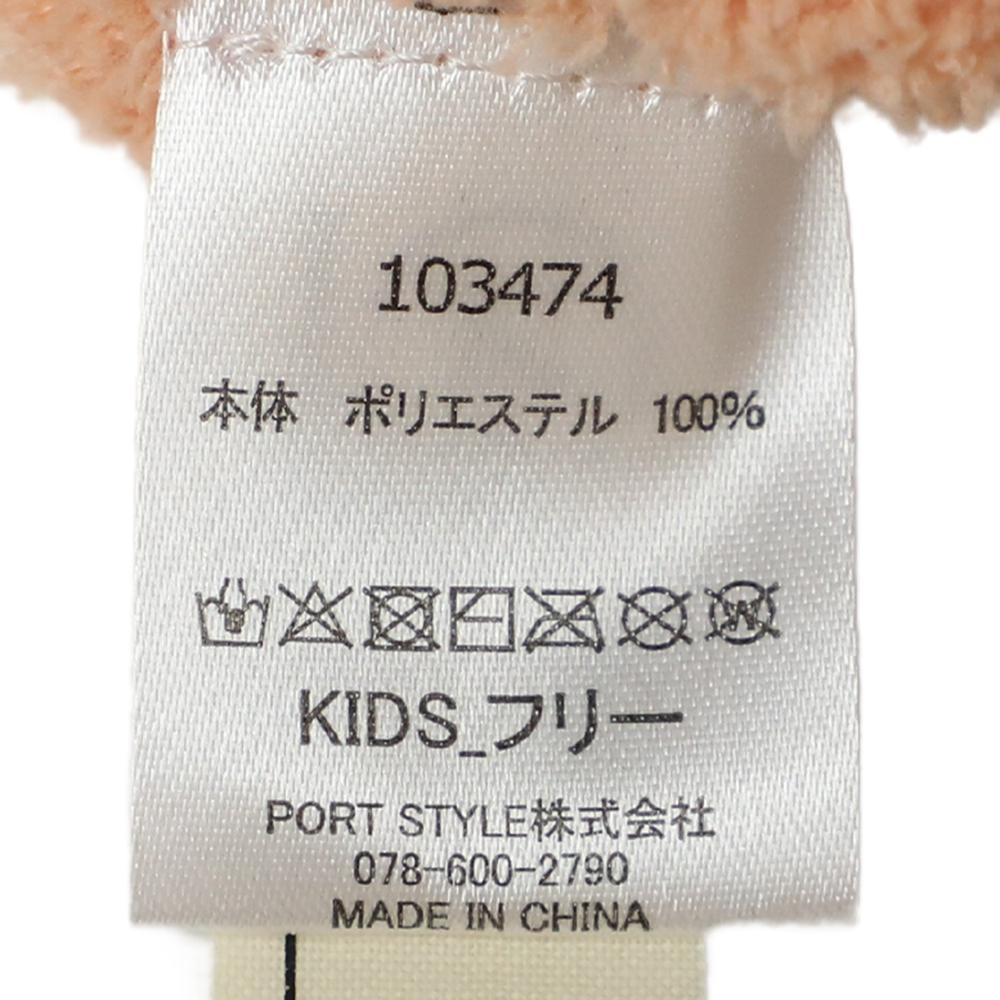 103474
本体　ポリエステル　100%
W
KIDS_フリー
PORT STYLE株式会社
078-600-2790
MADE IN CHINA